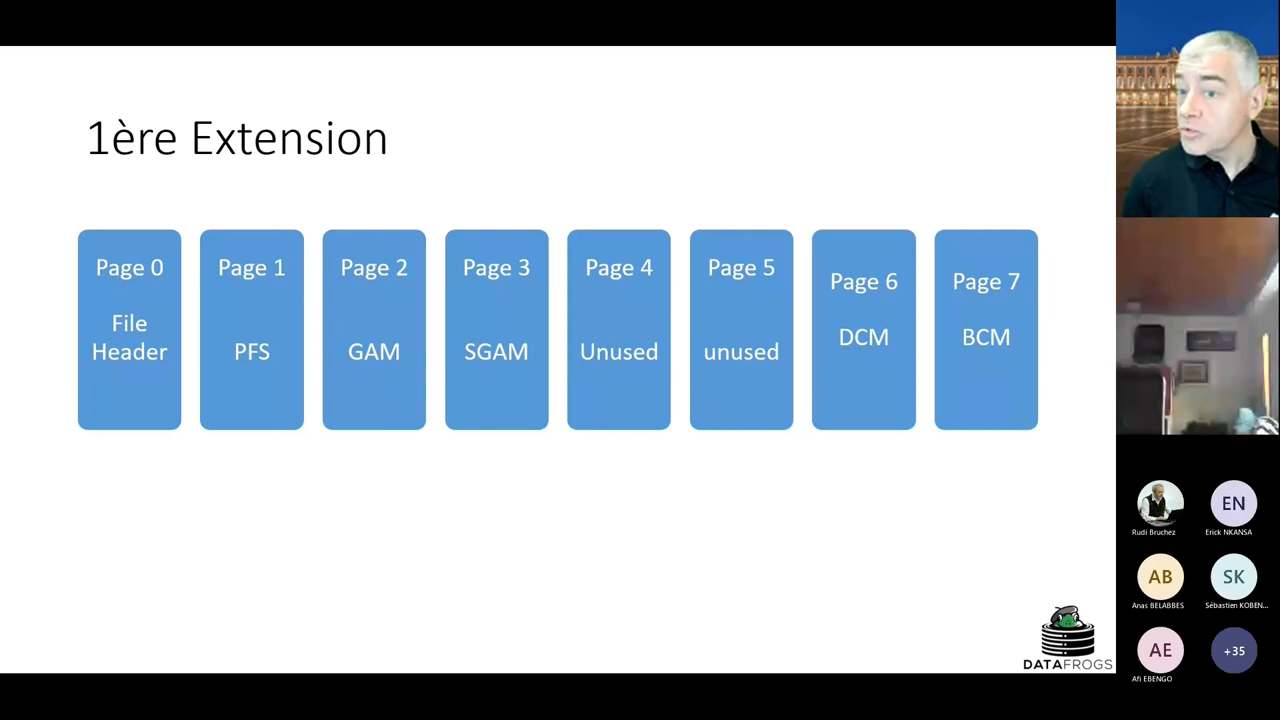 1ère Extension
Page 0
File
Header
Page 1
PFS
Page 2
GAM
Page 3
SGAM
Page 4
Unused
Page 5
unused
Page 6
DCM
Page 7
BCM
DATAFROGS
Rudi Bruchez
EN
Erick NKANSA
AB
Anas BELABBES
SK
Sébastien KOBEN...
AE
Afi EBENGO
+35